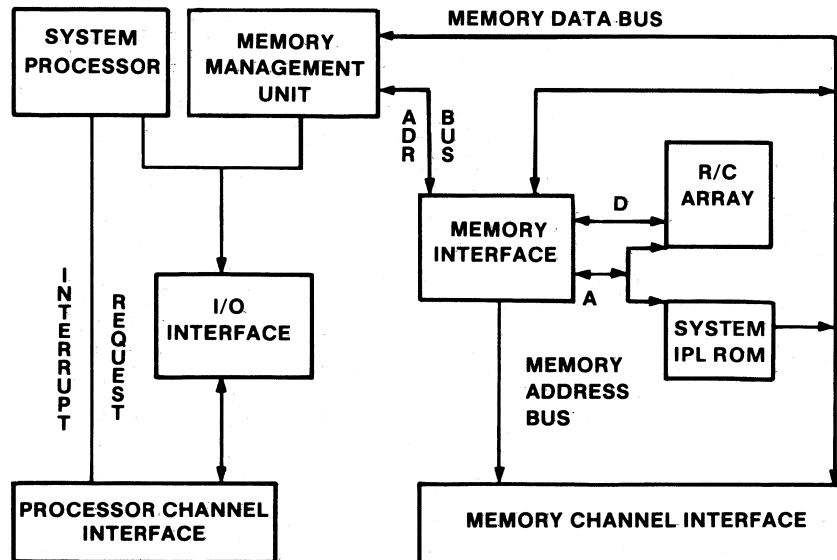 MEMORY DATA BUS
SYSTEM
PROCESSOR
MEMORY
MANAGEMENT
UNIT
ADR
BUS
R/C
ARRAY
D
MEMORY
INTERFACE
A
INTERRUPT
REQUEST
I/O
INTERFACE
SYSTEM
IPL ROM
MEMORY
ADDRESS
BUS
PROCESSOR CHANNEL
INTERFACE
MEMORY CHANNEL INTERFACE